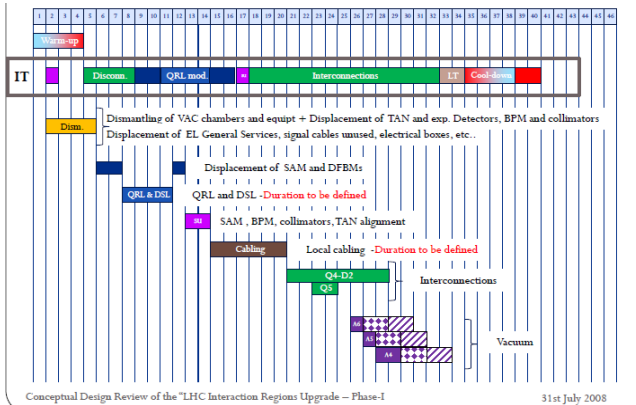 1 2 3 4 5 6 7 8 9 10 11 12 13 14 15 16 17 18 19 20 21 22 23 24 25 26 27 28 29 30 31 32 33 34 35 36 37 38 39 40 41 42 43 44 45 46
Warm-up
IT Disconn. QRL mod. SU Interconnections LT Cool-down
Dism. Dismantling of VAC chambers and equipt + Displacement of TAN and exp. Detectors, BPM and collimators
Displacement of EL General Services, signal cables unused, electrical boxes, etc..
Displacement of SAM and DFBMs
QRL & DSL QRL and DSL -Duration to be defined
SU SAM , BPM, collimators, TAN alignment
Cabling Local cabling -Duration to be defined
Q4-D2 Interconnections
Q5
A6
A5 Vacuum
A4
Conceptual Design Review of the "LHC Interaction Regions Upgrade – Phase-I 31st July 2008